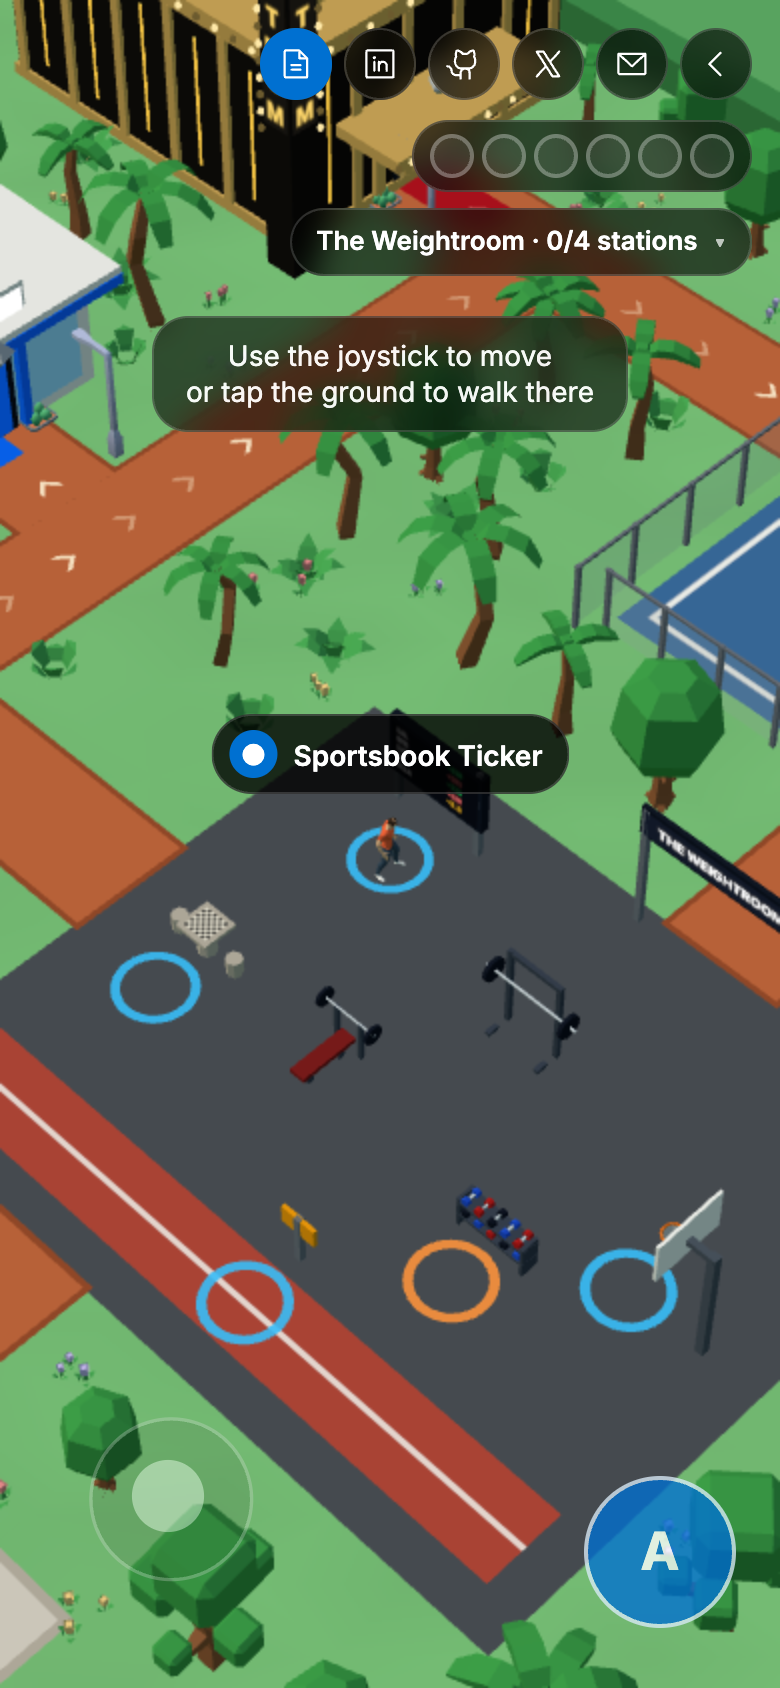 T T
M M
in
The Weightroom · 0/4 stations ▾
Use the joystick to move
or tap the ground to walk there
Sportsbook Ticker
THE WEIGHTROOM
A